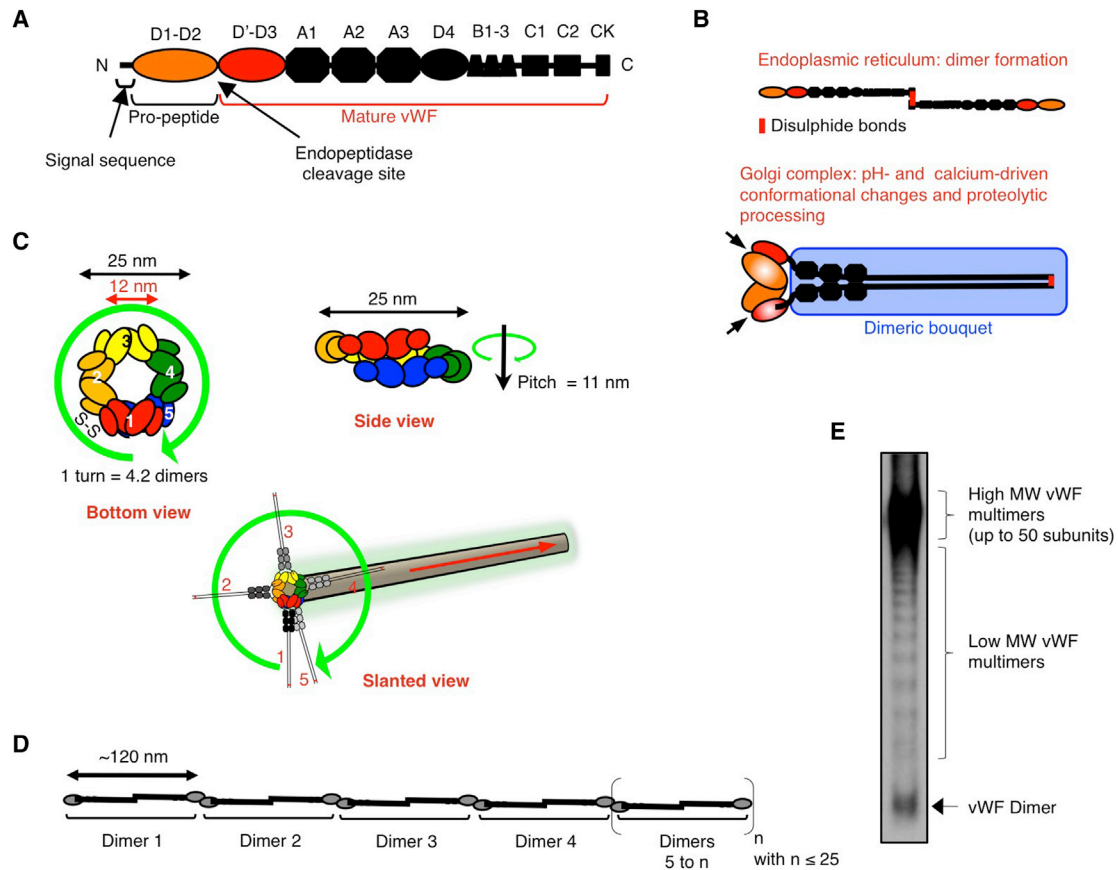 A
D1-D2 D'-D3 A1 A2 A3 D4 B1-3 C1 C2 CK
N
C
Pro-peptide
Mature vWF
Signal sequence
Endopeptidase
cleavage site
B
Endoplasmic reticulum: dimer formation
Disulphide bonds
Golgi complex: pH- and calcium-driven
conformational changes and proteolytic
processing
Dimeric bouquet
C
25 nm
12 nm
3
2
4
1
5
S-S
1 turn = 4.2 dimers
Bottom view
25 nm
Pitch = 11 nm
Side view
3
2
4
1
5
Slanted view
D
~120 nm
Dimer 1
Dimer 2
Dimer 3
Dimer 4
Dimers
5 to n
n
with n ≤ 25
E
High MW vWF
multimers
(up to 50 subunits)
Low MW vWF
multimers
vWF Dimer